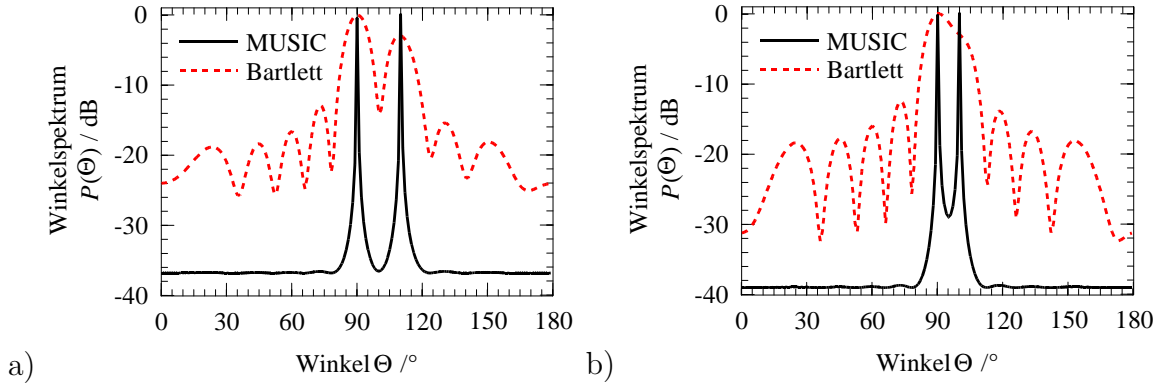 0
-10
-20
-30
-40
Winkelspektrum
P(Θ) / dB
MUSIC
Bartlett
0 30 60 90 120 150 180
Winkel Θ /°
a)
0
-10
-20
-30
-40
Winkelspektrum
P(Θ) / dB
MUSIC
Bartlett
0 30 60 90 120 150 180
Winkel Θ /°
b)